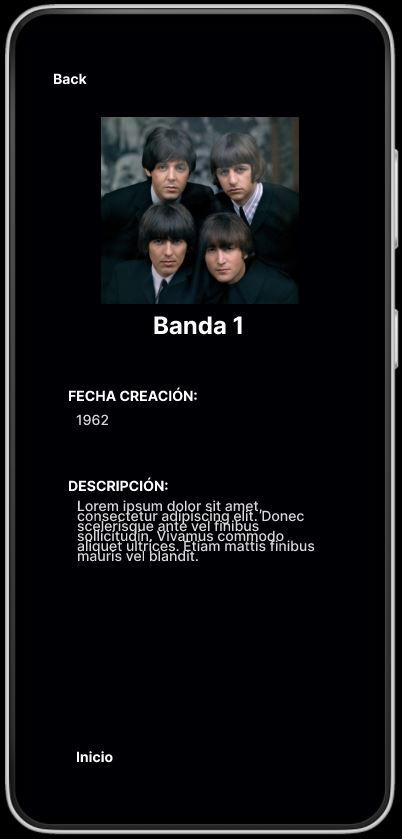 Back
Banda 1
FECHA CREACIÓN:
1962
DESCRIPCIÓN:
Lorem ipsum dolor sit amet,
consectetur adipiscing elit. Donec
scelerisque ante vel finibus
sollicitudin. Vivamus commodo
aliquet ultrices. Etiam mattis finibus
mauris vel blandit.
Inicio